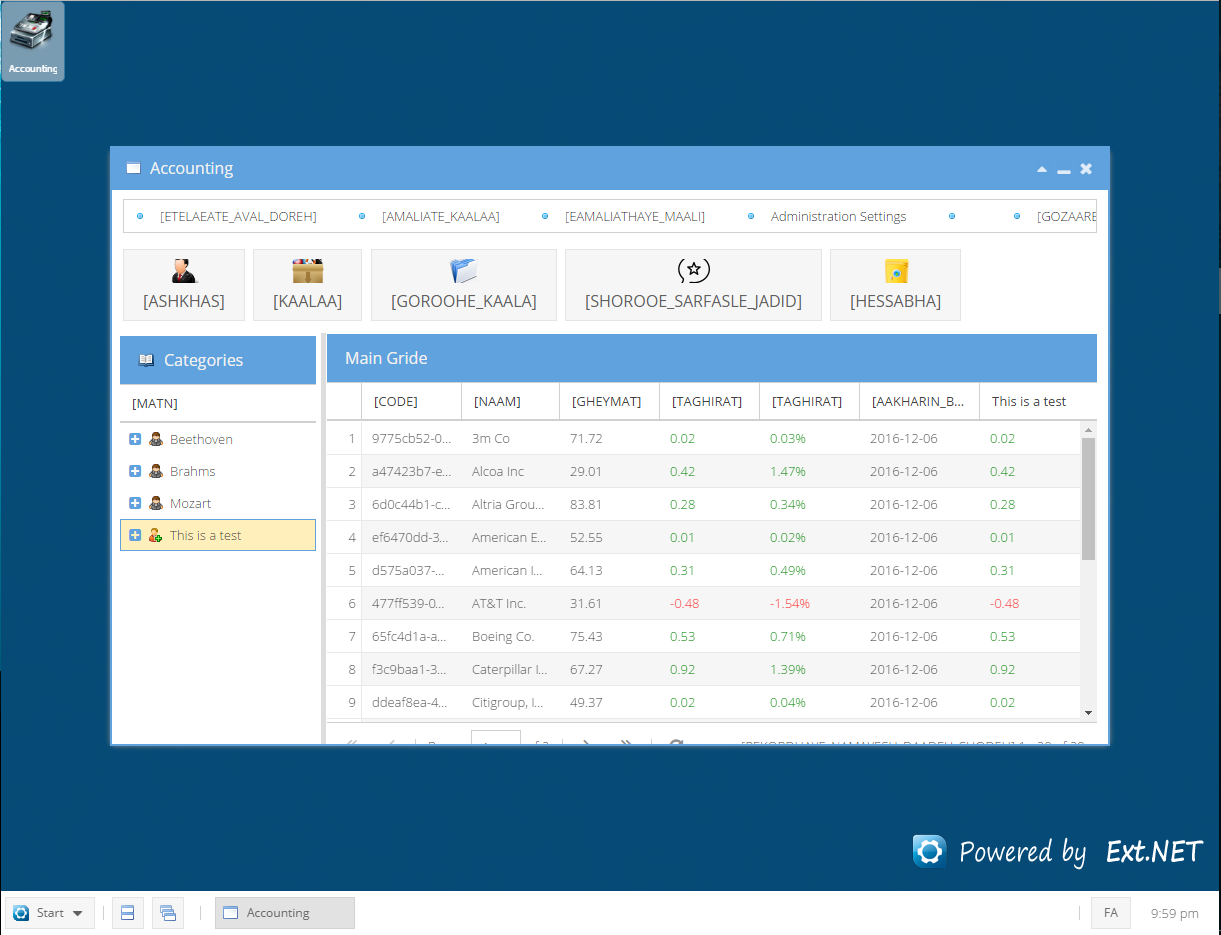 Accounting
Accounting
[ETELAEATE_AVAL_DOREH] [AMALIATE_KAALAA] [EAMALIATHAYE_MAALI] Administration Settings [GOZAARE
[ASHKHAS] [KAALAA] [GOROOHE_KAALA] [SHOROOE_SARFASLE_JADID] [HESSABHA]
Categories
[MATN]
Beethoven
Brahms
Mozart
This is a test
Main Gride
[CODE] [NAAM] [GHEYMAT] [TAGHIRAT] [TAGHIRAT] [AAKHARIN_B... This is a test
1 9775cb52-0... 3m Co 71.72 0.02 0.03% 2016-12-06 0.02
2 a47423b7-e... Alcoa Inc 29.01 0.42 1.47% 2016-12-06 0.42
3 6d0c44b1-c... Altria Grou... 83.81 0.28 0.34% 2016-12-06 0.28
4 ef6470dd-3... American E... 52.55 0.01 0.02% 2016-12-06 0.01
5 d575a037-... American I... 64.13 0.31 0.49% 2016-12-06 0.31
6 477ff539-0... AT&T Inc. 31.61 -0.48 -1.54% 2016-12-06 -0.48
7 65fc4d1a-a... Boeing Co. 75.43 0.53 0.71% 2016-12-06 0.53
8 f3c9baa1-3... Caterpillar I... 67.27 0.92 1.39% 2016-12-06 0.92
9 ddeaf8ea-4... Citigroup, I... 49.37 0.02 0.04% 2016-12-06 0.02
Powered by Ext.NET
Start Accounting FA 9:59 pm